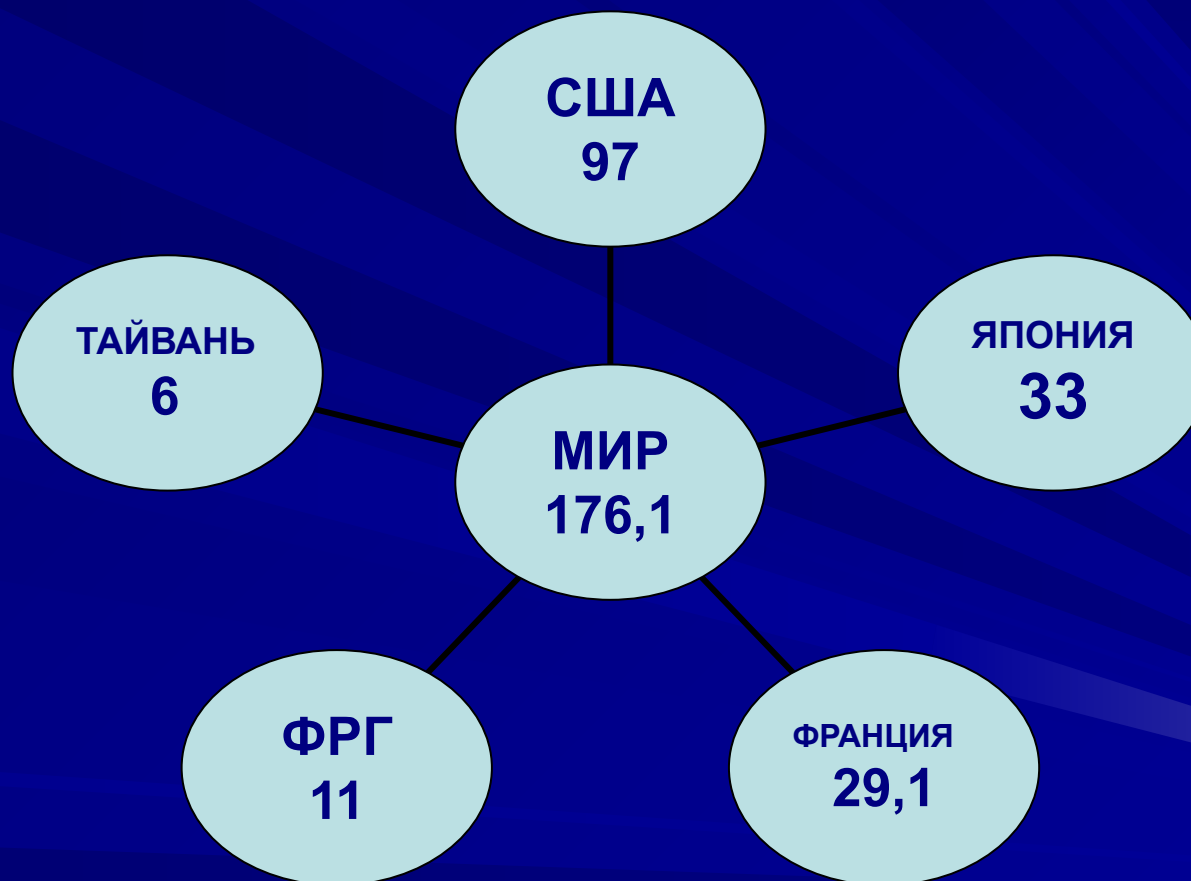 США
97
ТАЙВАНЬ
6
ЯПОНИЯ
33
МИР
176,1
ФРГ
11
ФРАНЦИЯ
29,1